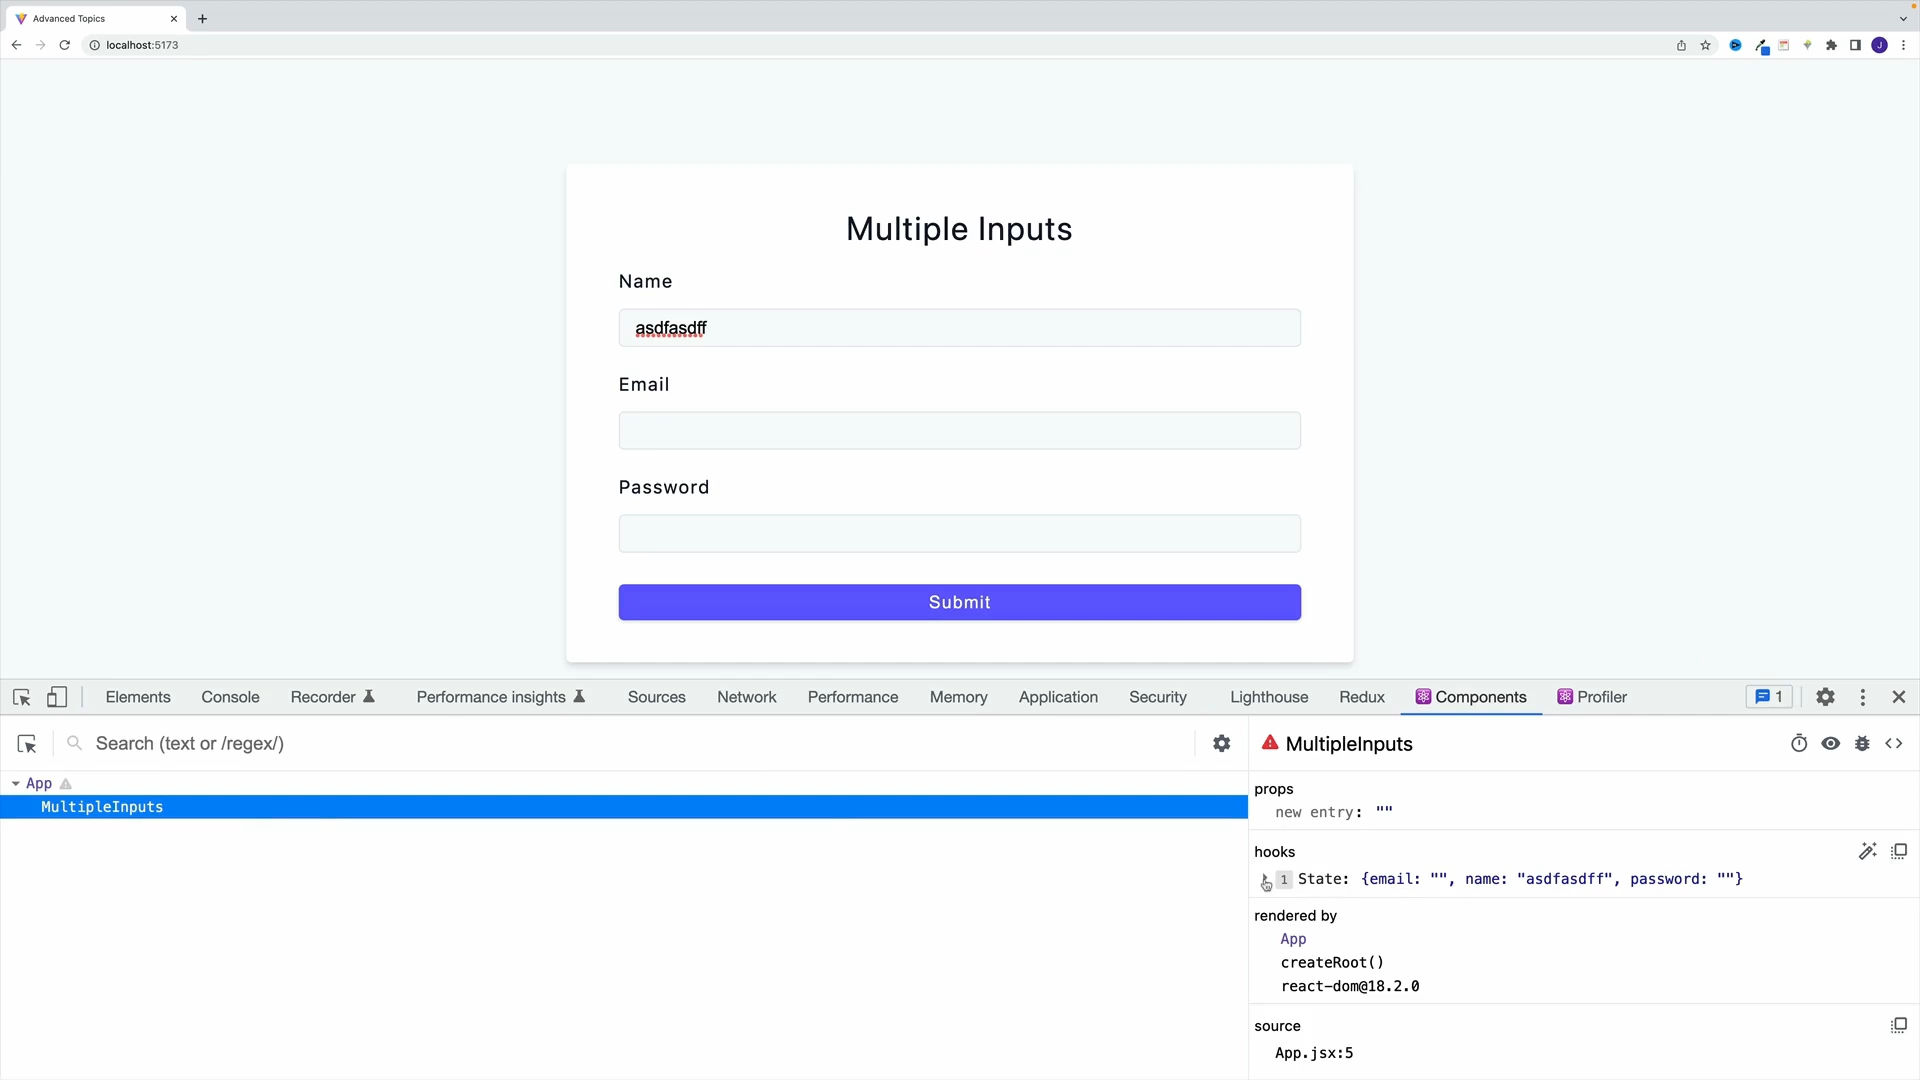 Advanced Topics
localhost:5173
J
Multiple Inputs
Name
asdfasdff
Email
Password
Submit
Elements Console Recorder Performance insights Sources Network Performance Memory Application Security Lighthouse Redux Components Profiler 1
Search (text or /regex/)
App
MultipleInputs
MultipleInputs
props
new entry: ""
hooks
1 State: {email: "", name: "asdfasdff", password: ""}
rendered by
App
createRoot()
react-dom@18.2.0
source
App.jsx:5